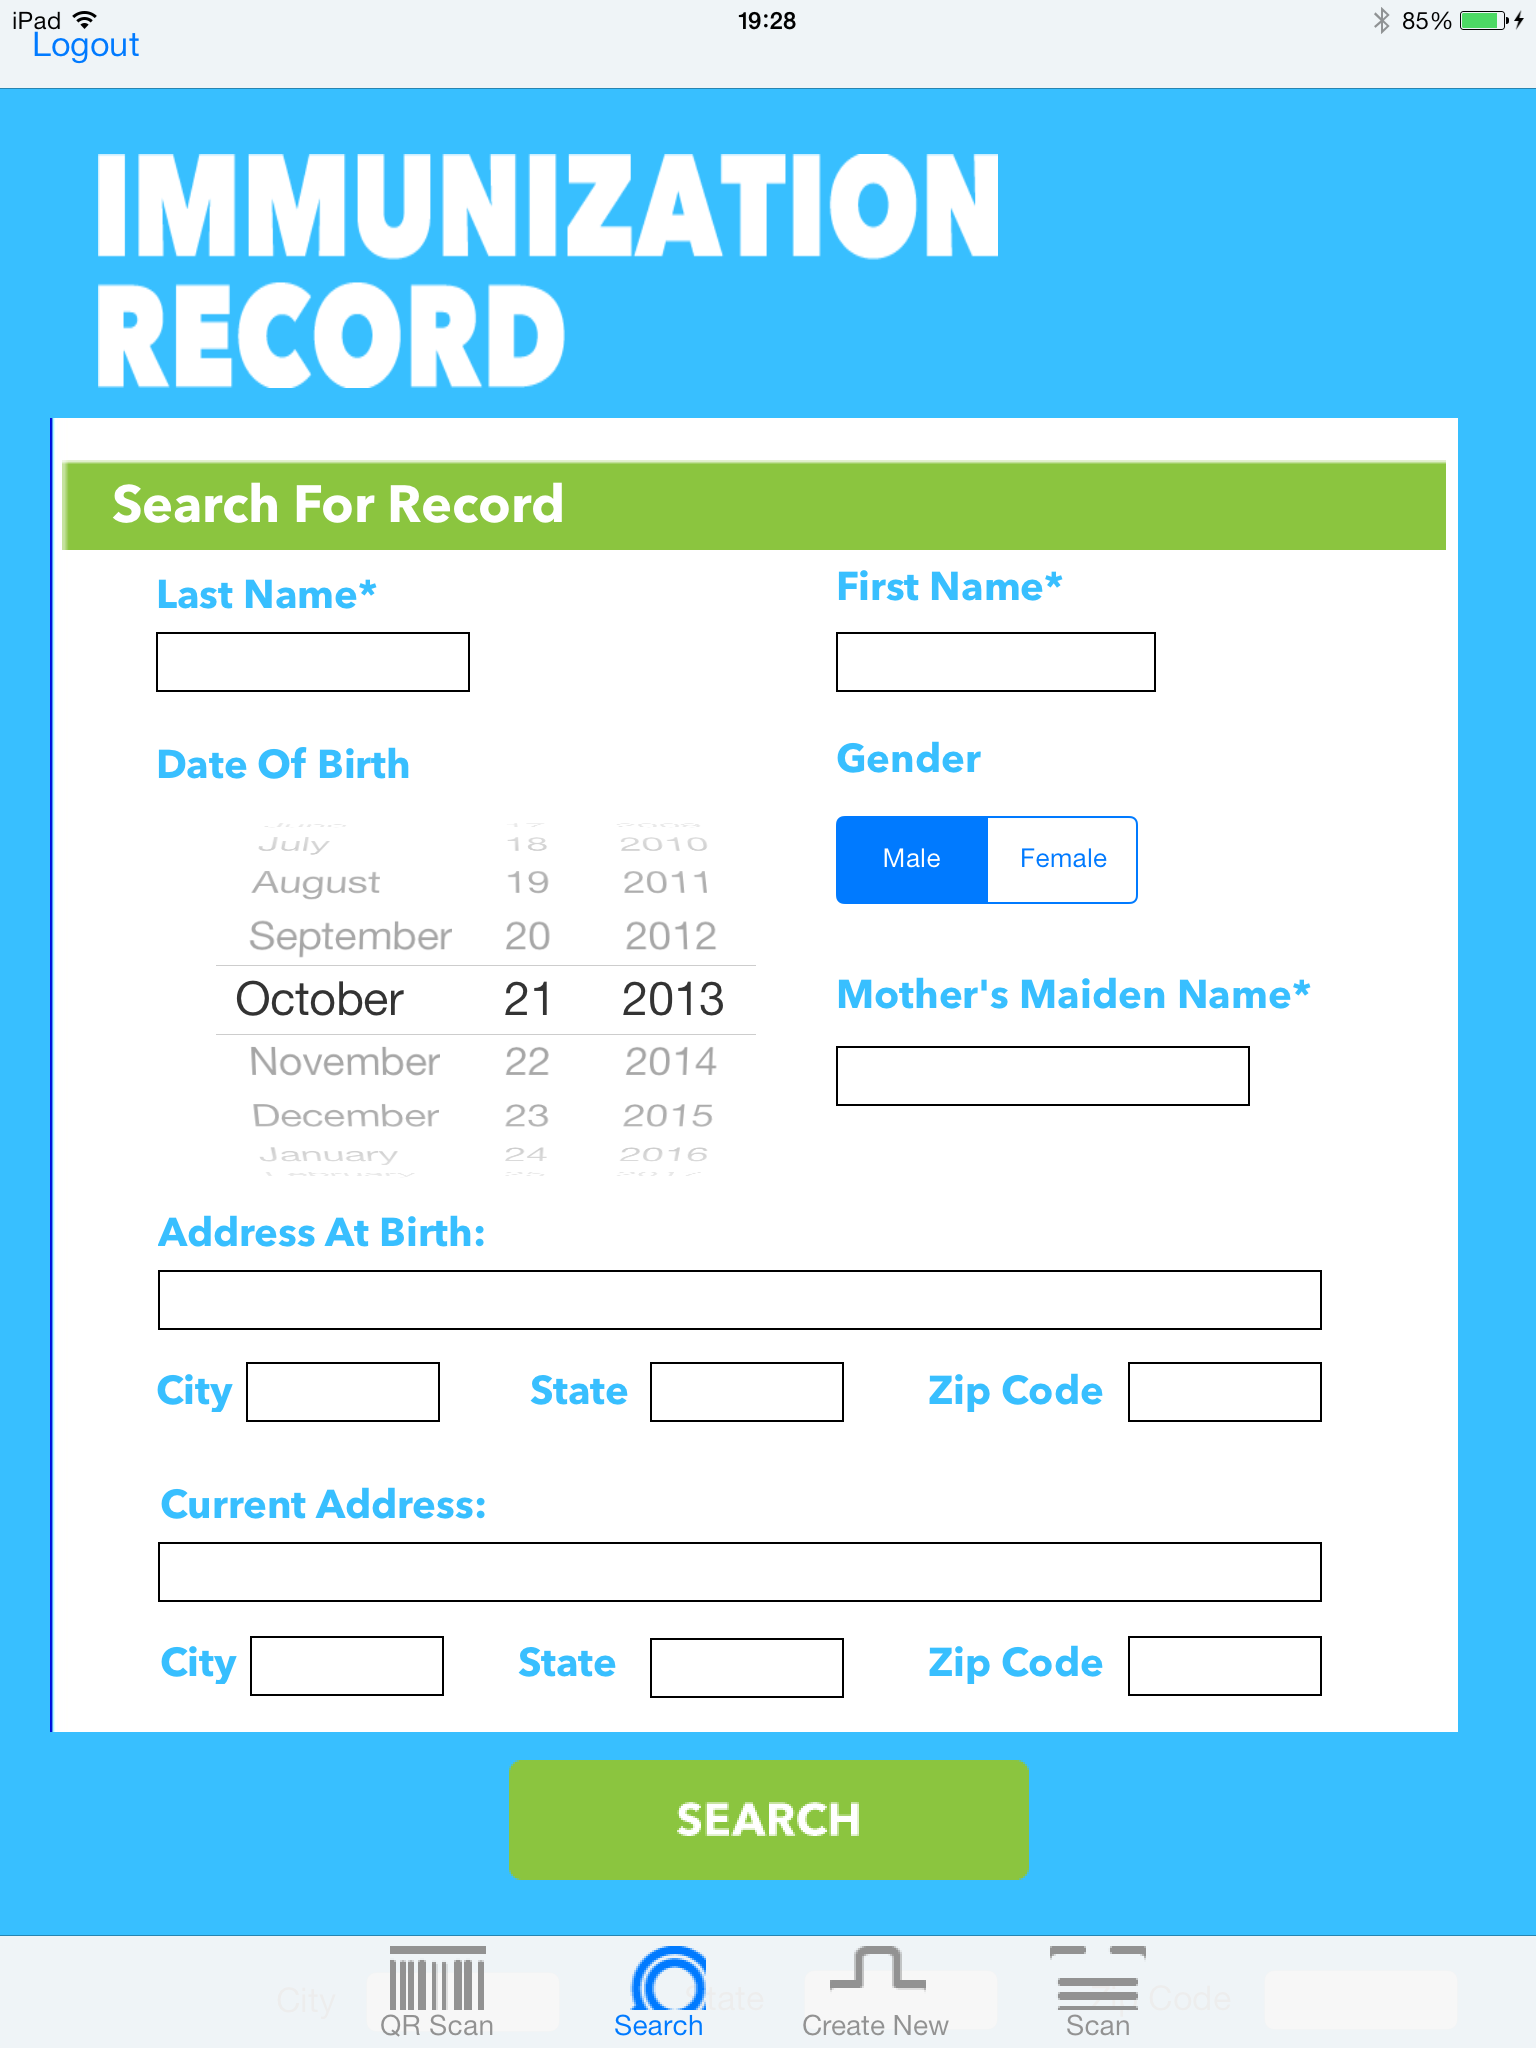 iPad 19:28 85%
Logout
IMMUNIZATION
RECORD
Search For Record
Last Name* First Name*
Date Of Birth Gender
July 18 2010
August 19 2011
September 20 2012
October 21 2013
November 22 2014
December 23 2015
January 24 2016
Male Female
Mother's Maiden Name*
Address At Birth:
City State Zip Code
Current Address:
City State Zip Code
SEARCH
City State Code
QR Scan Search Create New Scan